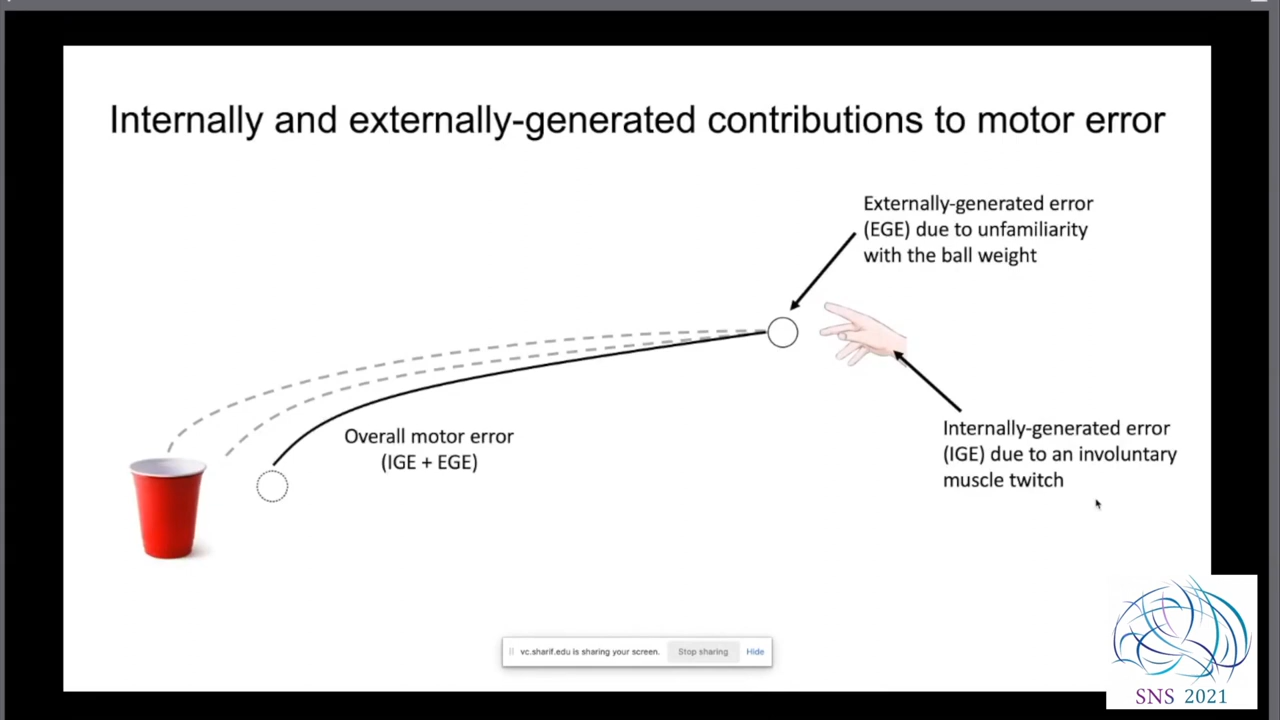 Internally and externally-generated contributions to motor error
Externally-generated error
(EGE) due to unfamiliarity
with the ball weight
Overall motor error
(IGE + EGE)
Internally-generated error
(IGE) due to an involuntary
muscle twitch
vc.sharif.edu is sharing your screen. Stop sharing Hide
SNS 2021